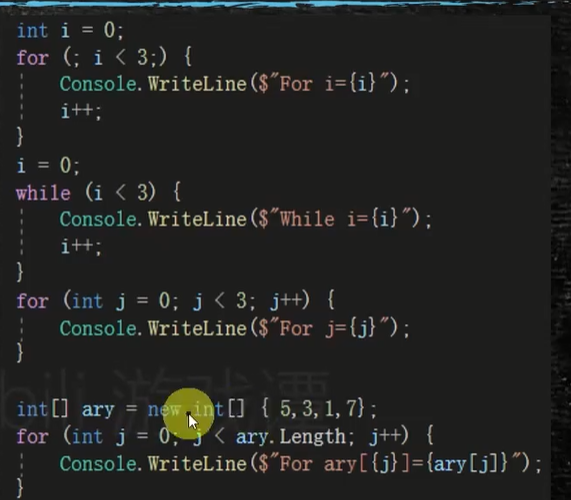 int i = 0;
for (; i < 3;) {
    Console.WriteLine($"For i={i}");
    i++;
}
i = 0;
while (i < 3) {
    Console.WriteLine($"While i={i}");
    i++;
}
for (int j = 0; j < 3; j++) {
    Console.WriteLine($"For j={j}");
}
int[] ary = new int[] { 5,3,1,7};
for (int j = 0; j < ary.Length; j++) {
    Console.WriteLine($"For ary[{j}]={ary[j]}");
}